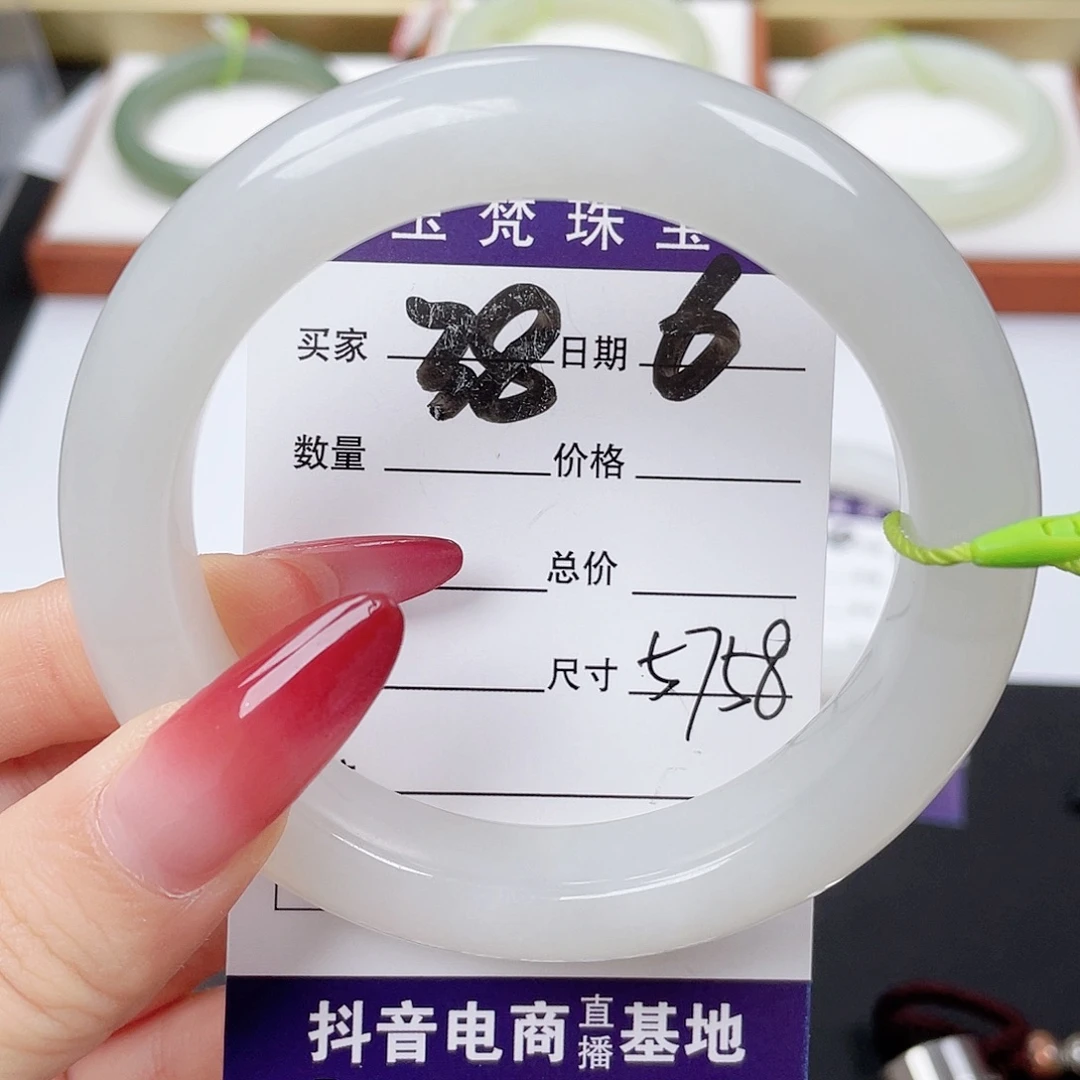 玉梵珠宝
买家 38 日期 6
数量 价格
总价
尺寸 5758
抖音电商直播基地